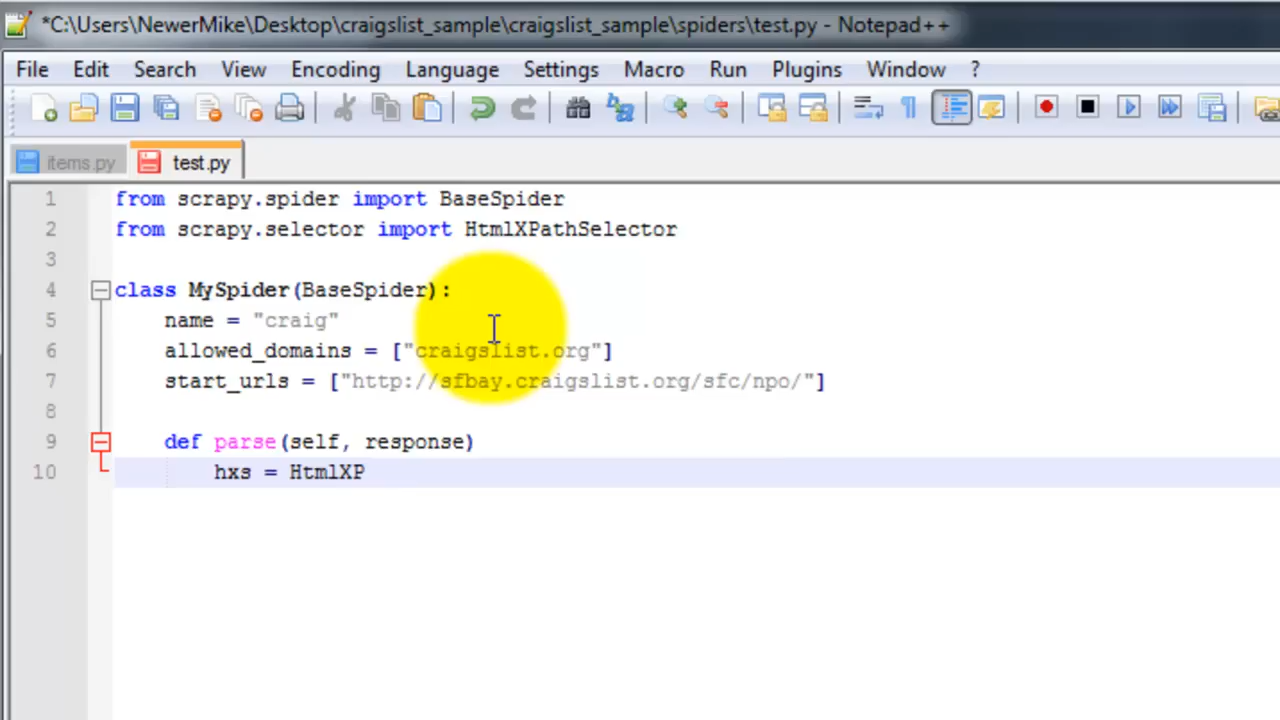 *C:\Users\NewerMike\Desktop\craigslist_sample\craigslist_sample\spiders\test.py - Notepad++
File Edit Search View Encoding Language Settings Macro Run Plugins Window ?
items.py test.py
1 from scrapy.spider import BaseSpider
2 from scrapy.selector import HtmlXPathSelector
3
4 class MySpider(BaseSpider):
5 name = "craig"
6 allowed_domains = ["craigslist.org"]
7 start_urls = ["http://sfbay.craigslist.org/sfc/npo/"]
8
9 def parse(self, response)
10 hxs = HtmlXP